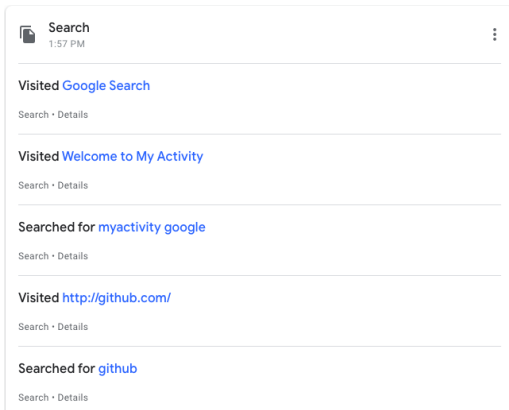 Search
1:57 PM
Visited Google Search
Search • Details
Visited Welcome to My Activity
Search • Details
Searched for myactivity google
Search • Details
Visited http://github.com/
Search • Details
Searched for github
Search • Details